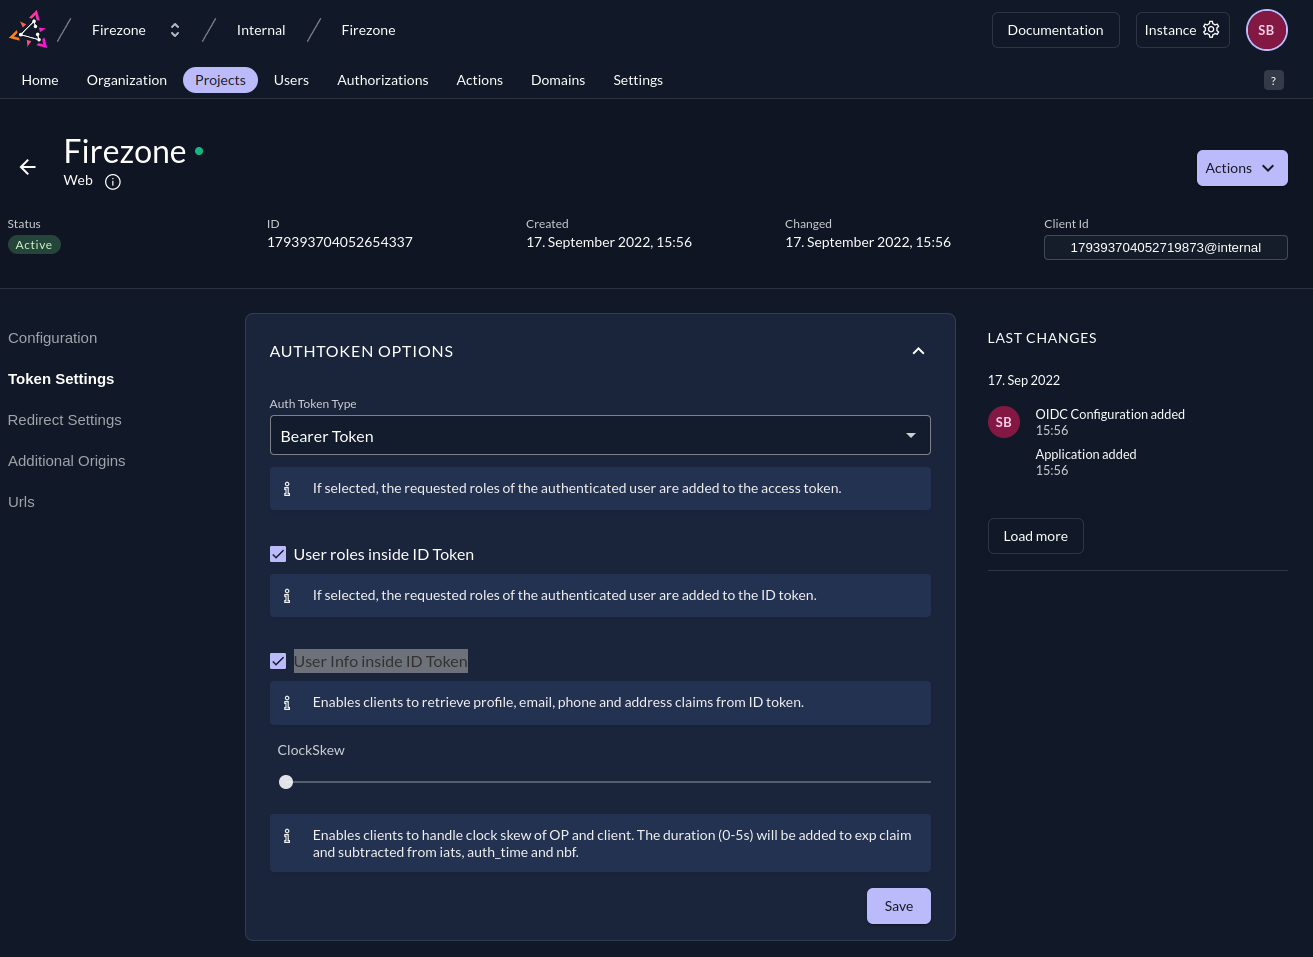 Firezone
Internal
Firezone
Documentation
Instance
SB
Home
Organization
Projects
Users
Authorizations
Actions
Domains
Settings
?
Firezone
Web
Actions
Status
Active
ID
179393704052654337
Created
17. September 2022, 15:56
Changed
17. September 2022, 15:56
Client Id
179393704052719873@internal
Configuration
Token Settings
Redirect Settings
Additional Origins
Urls
AUTHTOKEN OPTIONS
Auth Token Type
Bearer Token
If selected, the requested roles of the authenticated user are added to the access token.
User roles inside ID Token
If selected, the requested roles of the authenticated user are added to the ID token.
User Info inside ID Token
Enables clients to retrieve profile, email, phone and address claims from ID token.
ClockSkew
Enables clients to handle clock skew of OP and client. The duration (0-5s) will be added to exp claim
and subtracted from iats, auth_time and nbf.
Save
LAST CHANGES
17. Sep 2022
SB
OIDC Configuration added
15:56
Application added
15:56
Load more